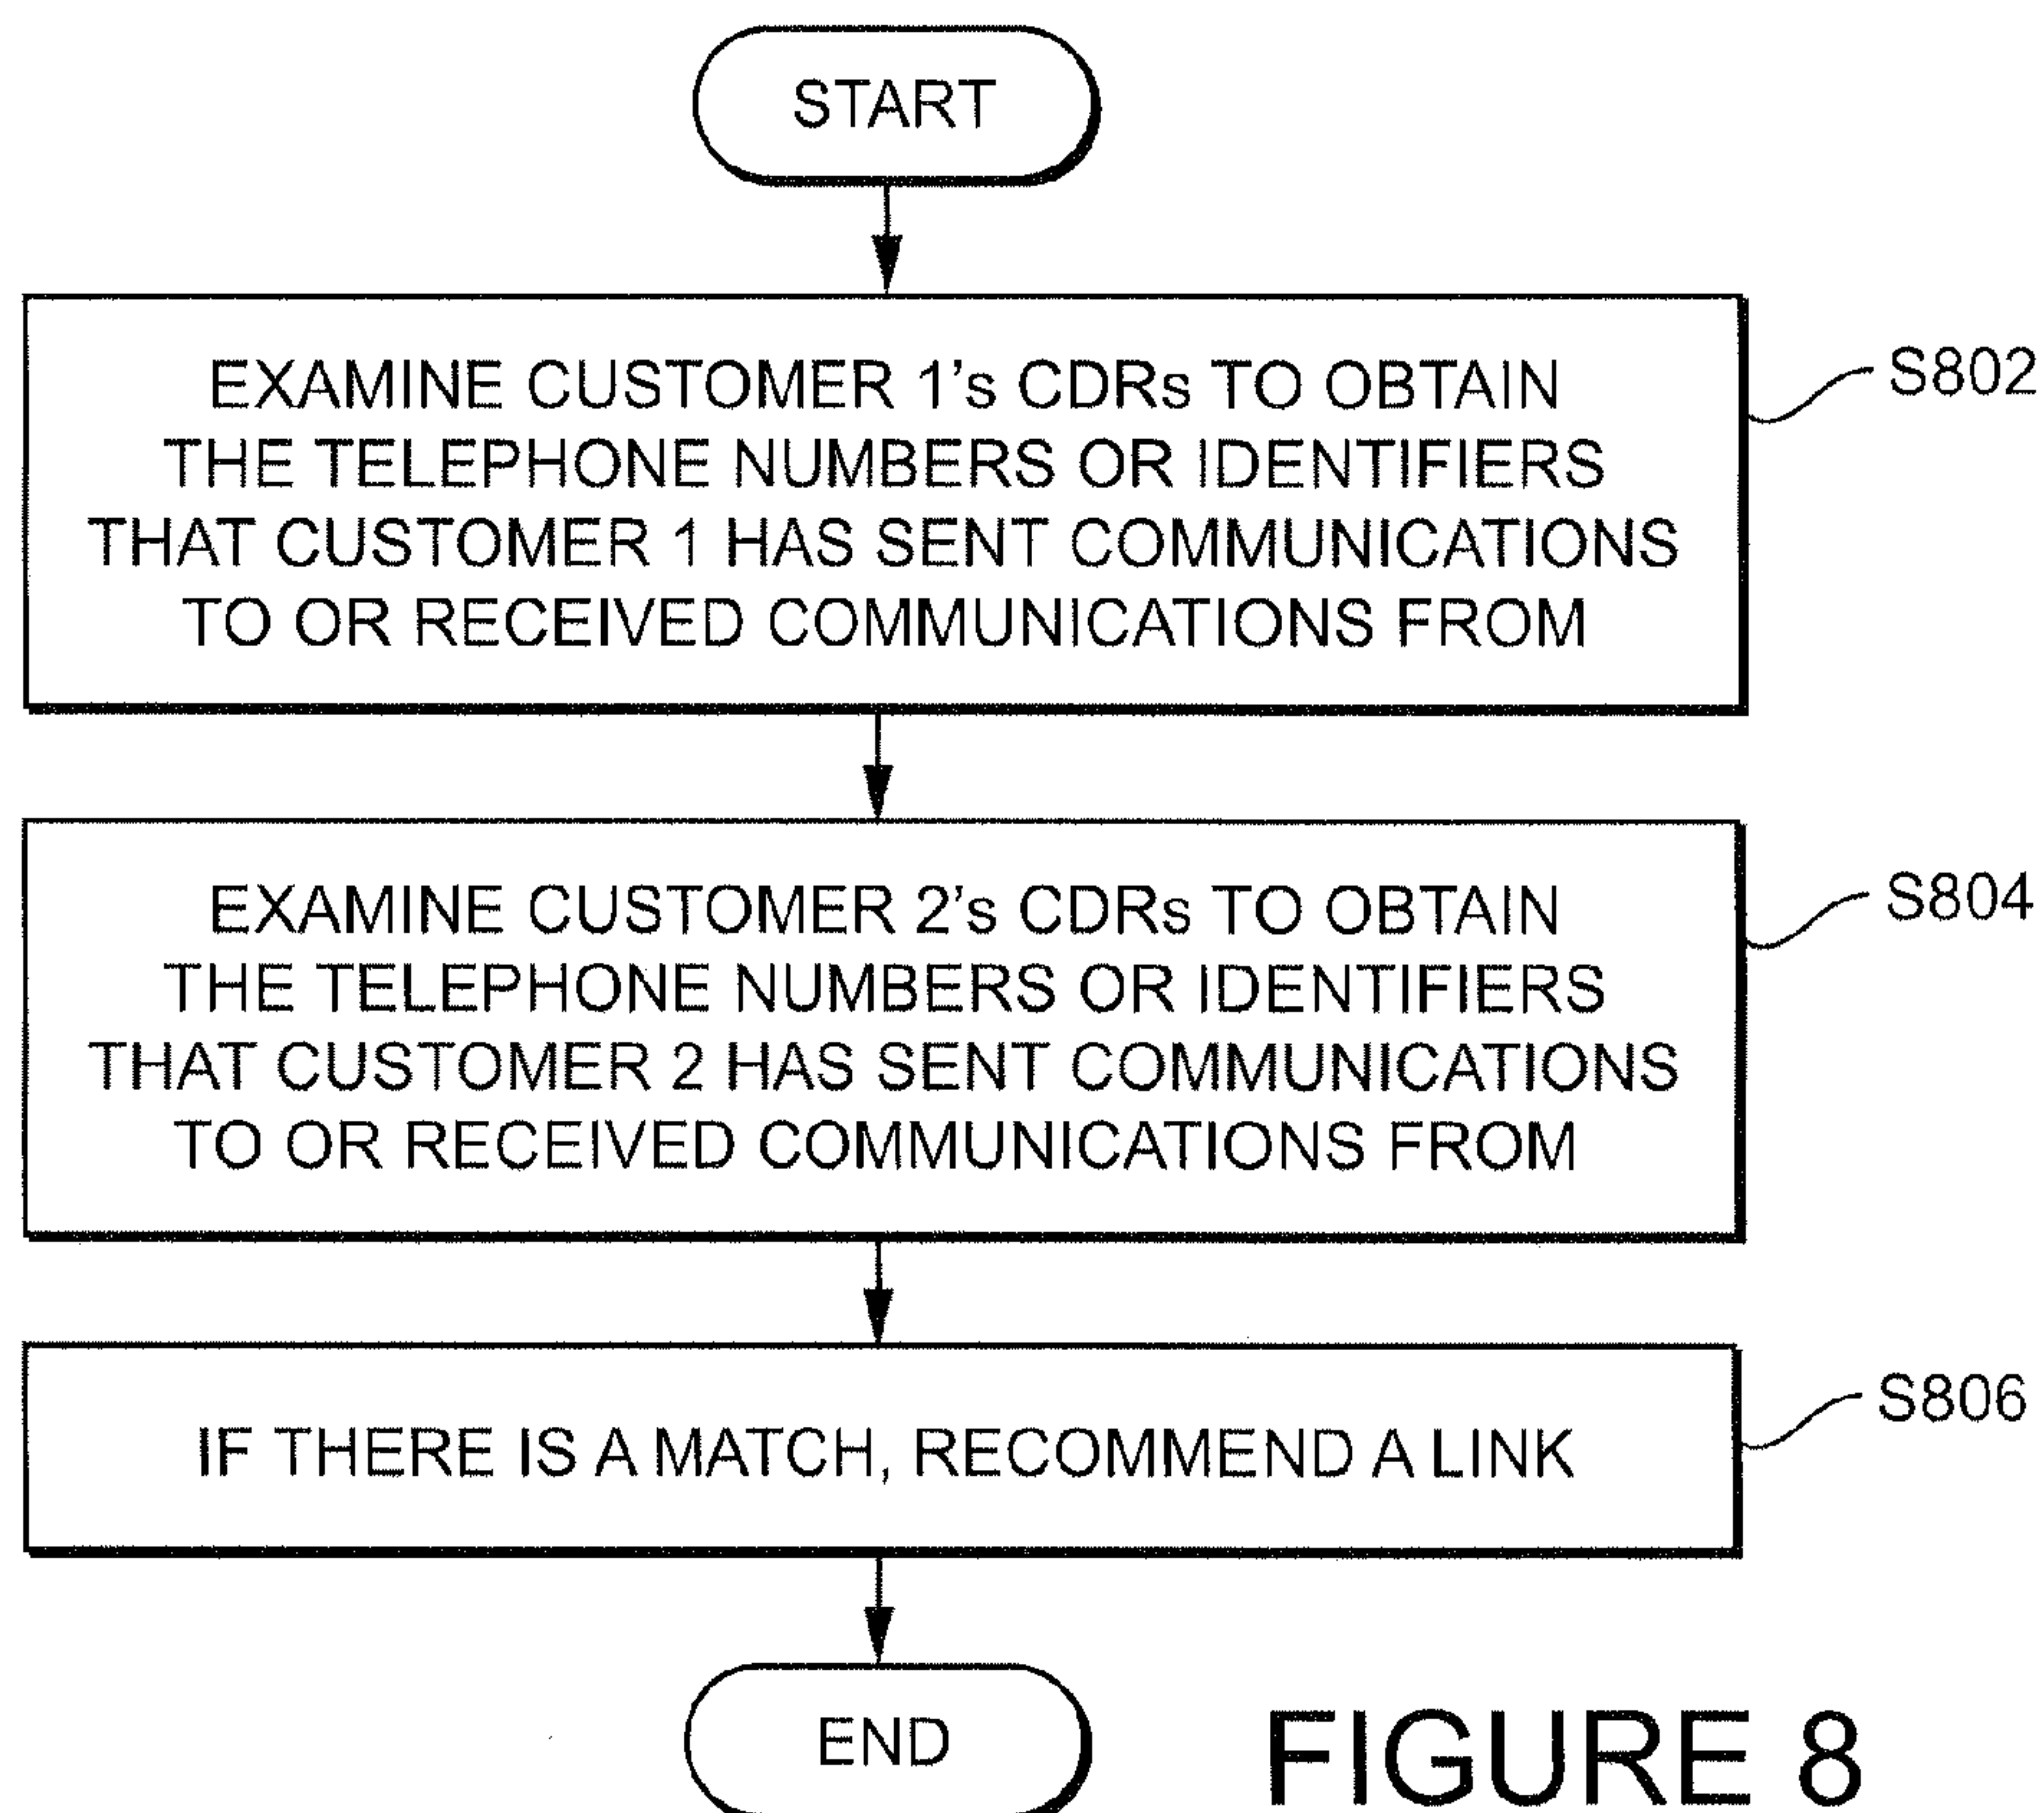 START
EXAMINE CUSTOMER 1's CDRs TO OBTAIN
THE TELEPHONE NUMBERS OR IDENTIFIERS
THAT CUSTOMER 1 HAS SENT COMMUNICATIONS
TO OR RECEIVED COMMUNICATIONS FROM
S802
EXAMINE CUSTOMER 2's CDRs TO OBTAIN
THE TELEPHONE NUMBERS OR IDENTIFIERS
THAT CUSTOMER 2 HAS SENT COMMUNICATIONS
TO OR RECEIVED COMMUNICATIONS FROM
S804
IF THERE IS A MATCH, RECOMMEND A LINK
S806
END
FIGURE 8